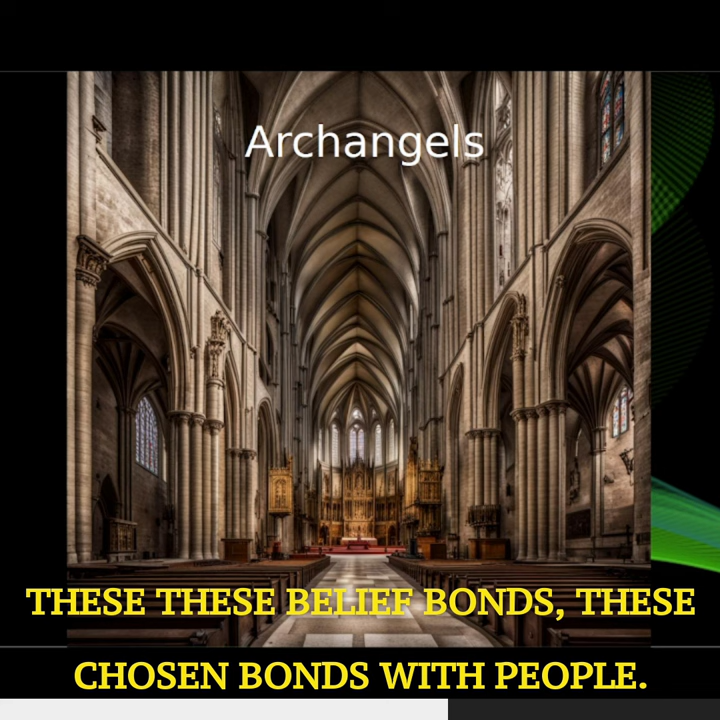 Archangels
THESE THESE BELIEF BONDS, THESE
CHOSEN BONDS WITH PEOPLE.